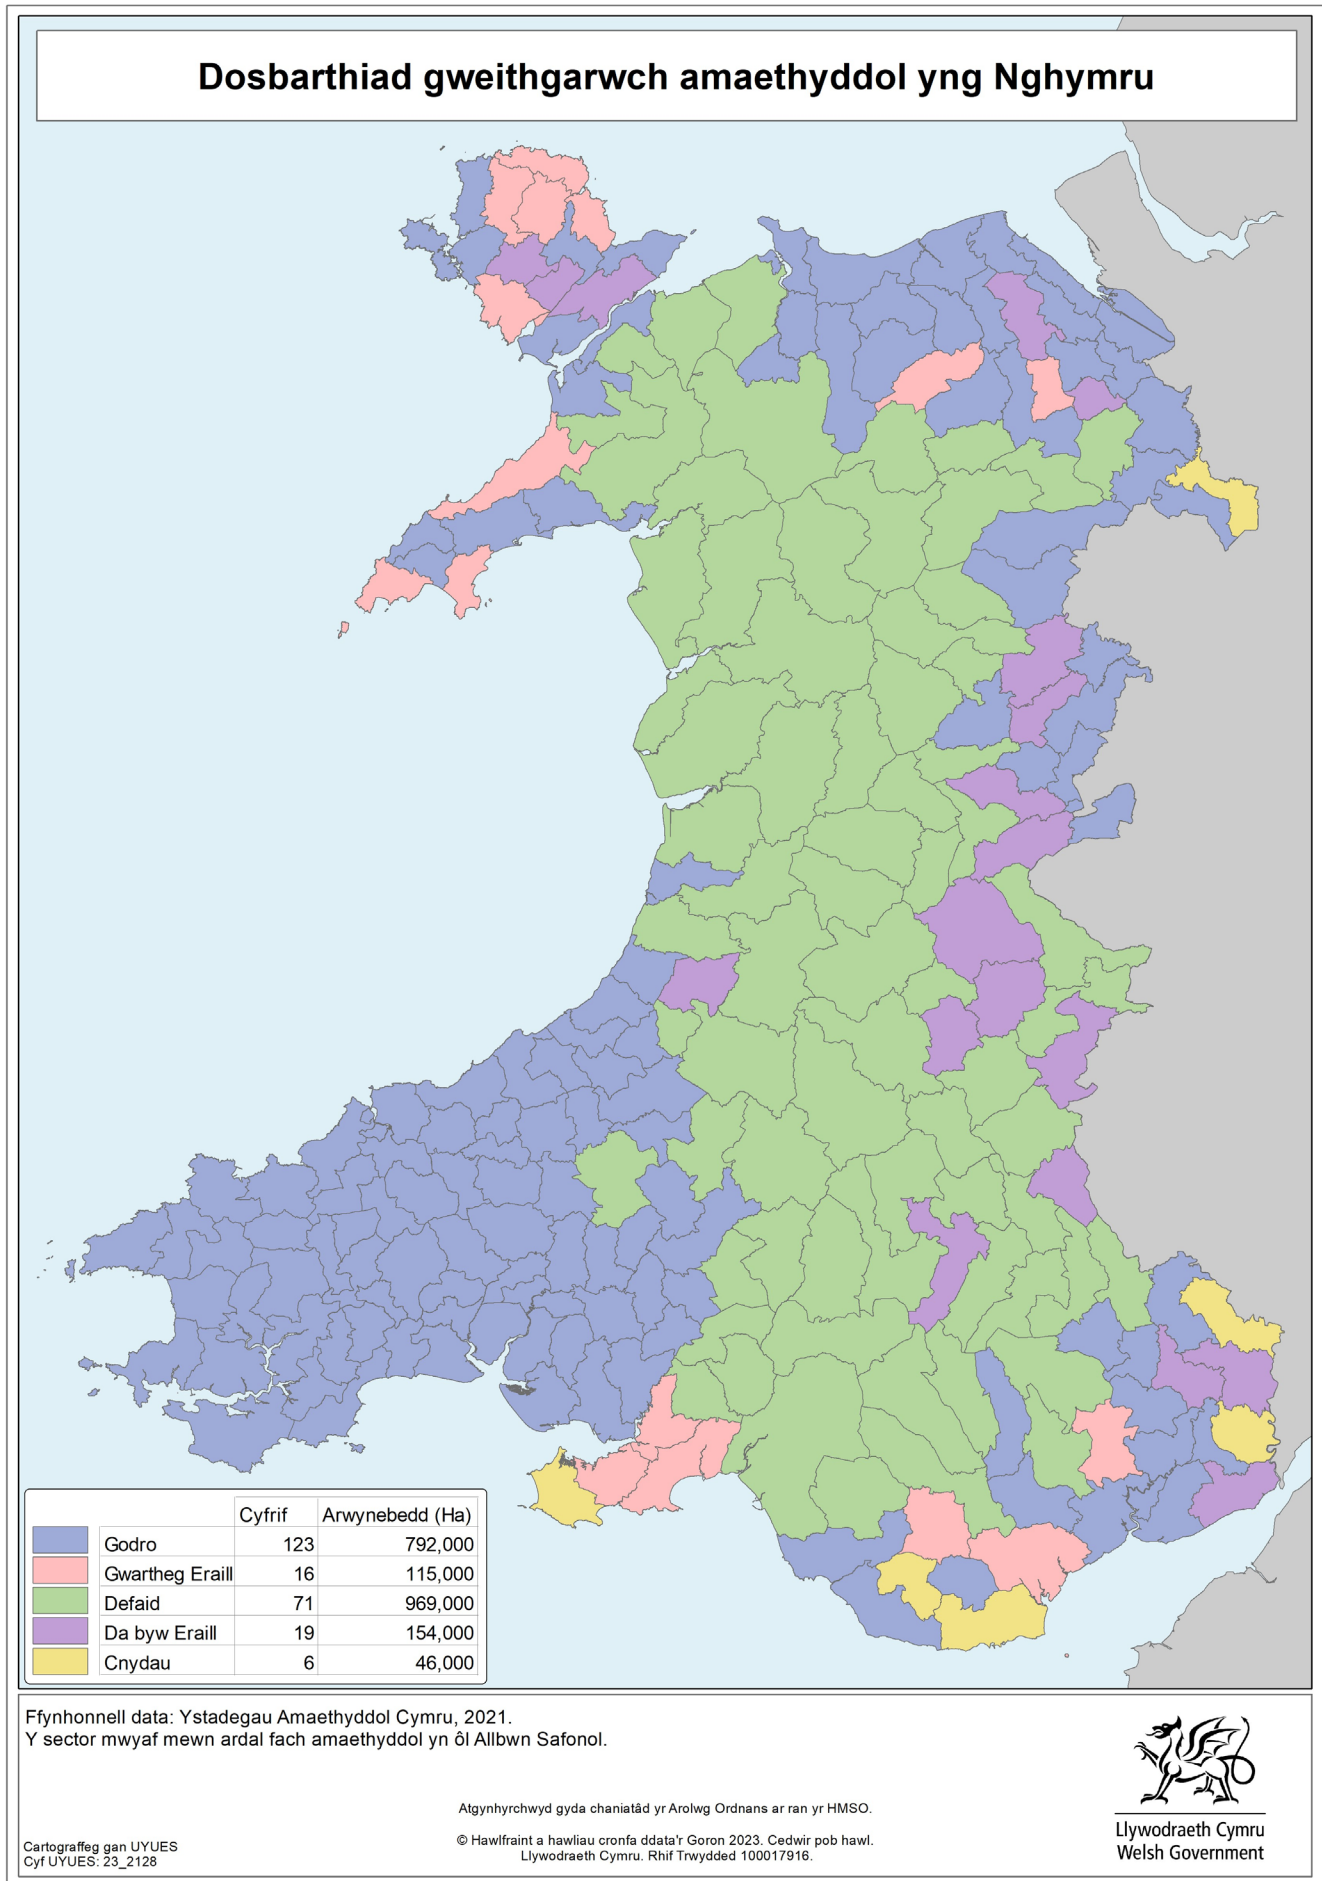 Dosbarthiad gweithgarwch amaethyddol yng Nghymru
Cyfrif Arwynebedd (Ha)
Godro 123 792,000
Gwartheg Eraill 16 115,000
Defaid 71 969,000
Da byw Eraill 19 154,000
Cnydau 6 46,000
Ffynhonnell data: Ystadegau Amaethyddol Cymru, 2021.
Y sector mwyaf mewn ardal fach amaethyddol yn ôl Allbwn Safonol.
Atgynhyrchwyd gyda chaniatâd yr Arolwg Ordnans ar ran yr HMSO.
© Hawlfraint a hawliau cronfa ddata'r Goron 2023. Cedwir pob hawl.
Llywodraeth Cymru. Rhif Trwydded 100017916.
Cartograffeg gan UYUES
Cyf UYUES: 23_2128
Llywodraeth Cymru
Welsh Government